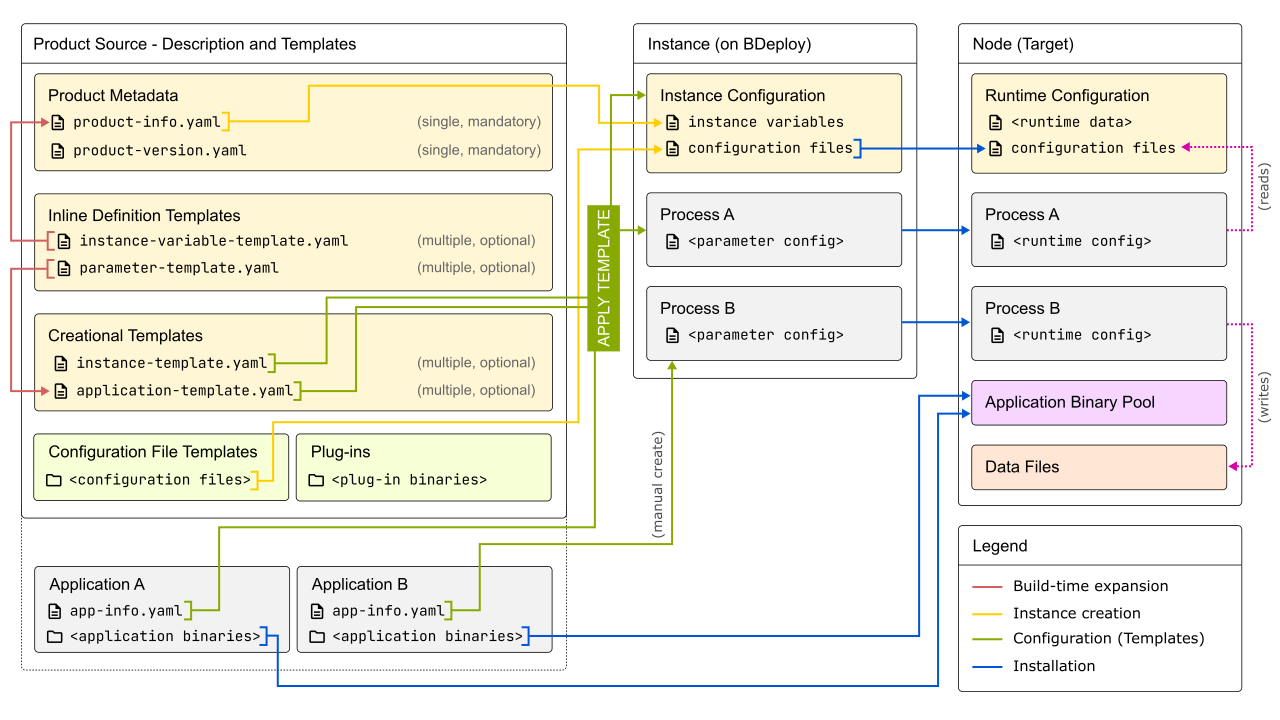 Product Source - Description and Templates
Product Metadata
product-info.yaml (single, mandatory)
product-version.yaml (single, mandatory)
Inline Definition Templates
instance-variable-template.yaml (multiple, optional)
parameter-template.yaml (multiple, optional)
Creational Templates
instance-template.yaml (multiple, optional)
application-template.yaml (multiple, optional)
Configuration File Templates
<configuration files>
Plug-ins
<plug-in binaries>
Application A
app-info.yaml
<application binaries>
Application B
app-info.yaml
<application binaries>
APPLY TEMPLATE
Instance (on BDeploy)
Instance Configuration
instance variables
configuration files
Process A
<parameter config>
Process B
<parameter config>
(manual create)
Node (Target)
Runtime Configuration
<runtime data>
configuration files
Process A
<runtime config>
Process B
<runtime config>
Application Binary Pool
Data Files
(reads)
(writes)
Legend
Build-time expansion
Instance creation
Configuration (Templates)
Installation